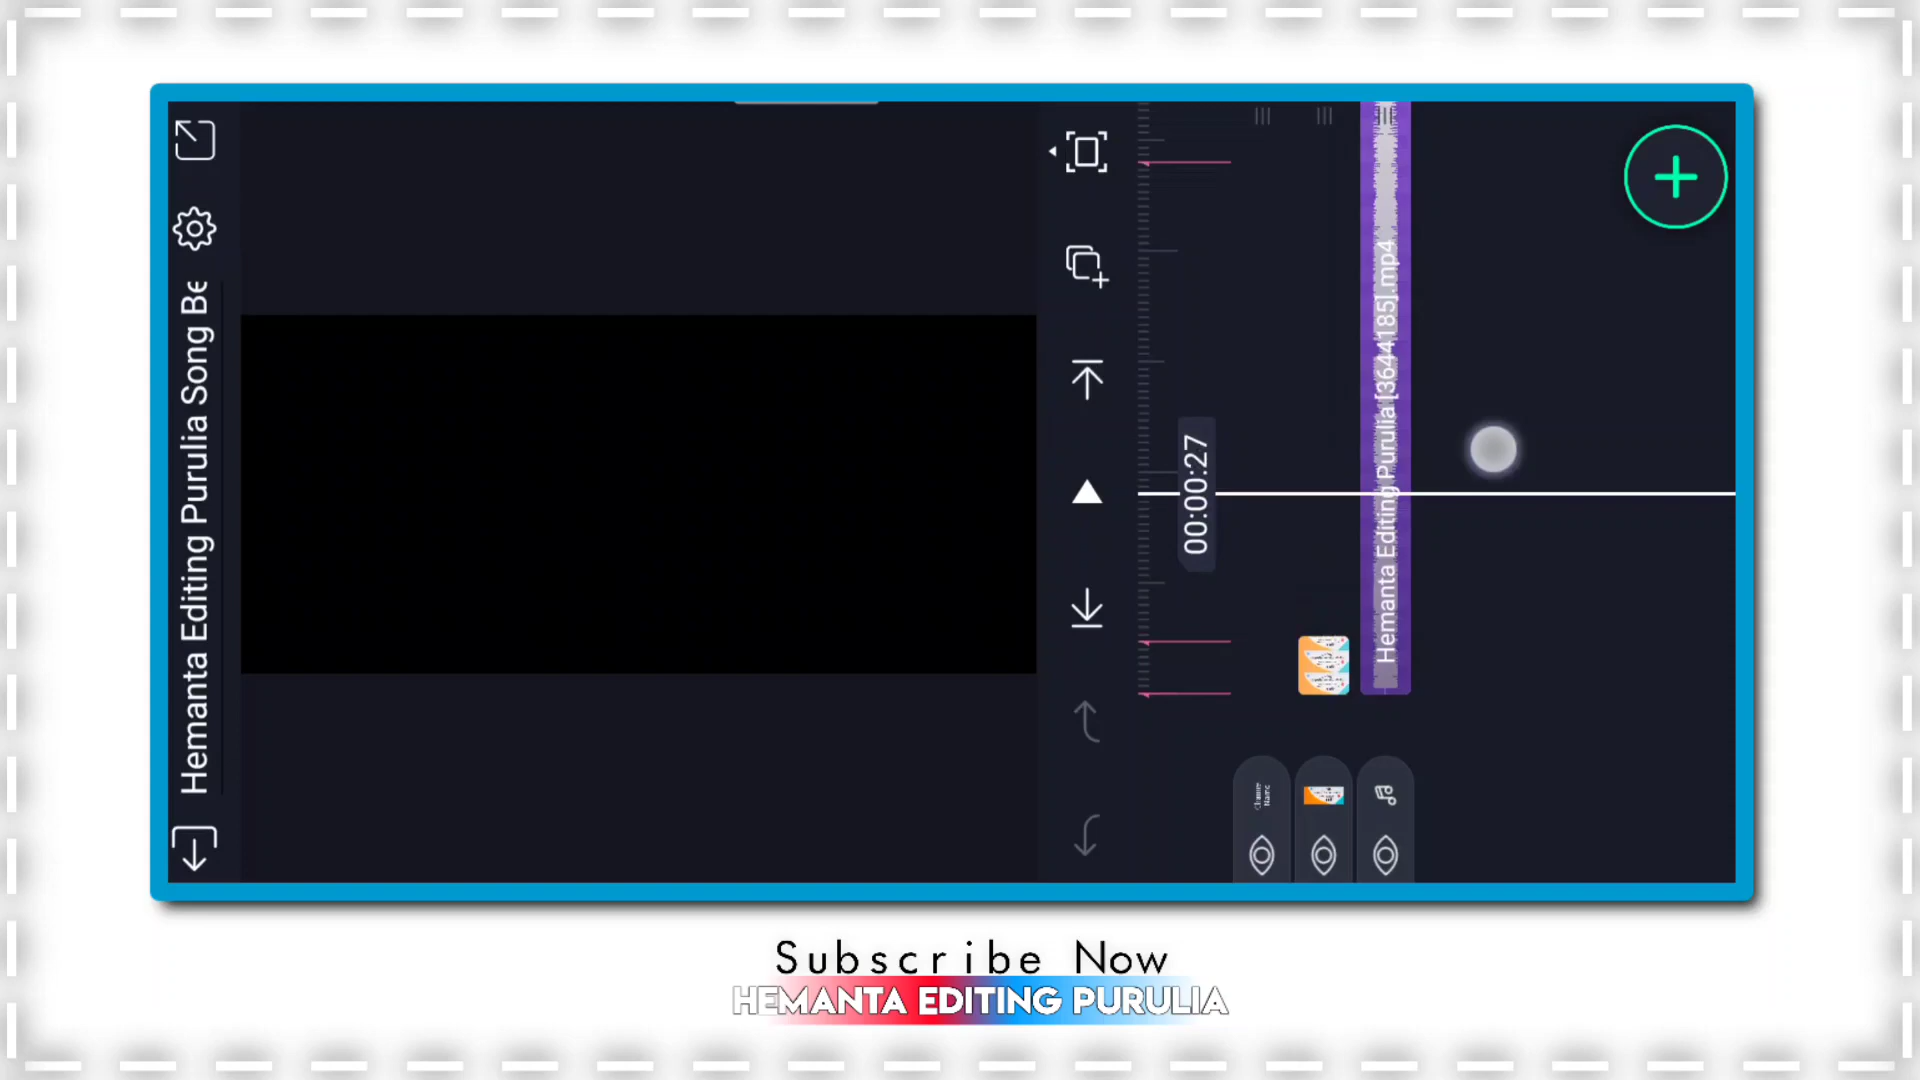 Hemanta Editing Purulia Song Be
00:00:27
Hemanta Editing Purulia [3644185].mp4
Subscribe Now
HEMANTA EDITING PURULIA